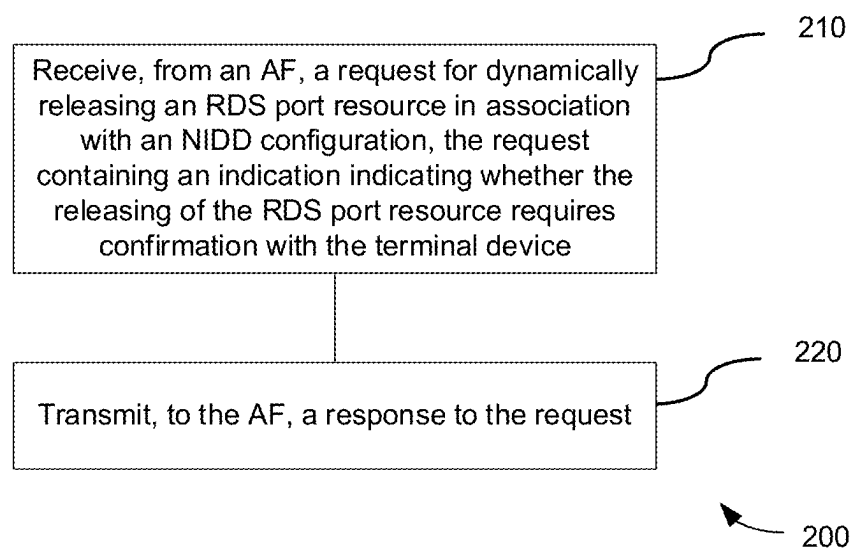 210
Receive, from an AF, a request for dynamically
releasing an RDS port resource in association
with an NIDD configuration, the request
containing an indication indicating whether the
releasing of the RDS port resource requires
confirmation with the terminal device
220
Transmit, to the AF, a response to the request
200